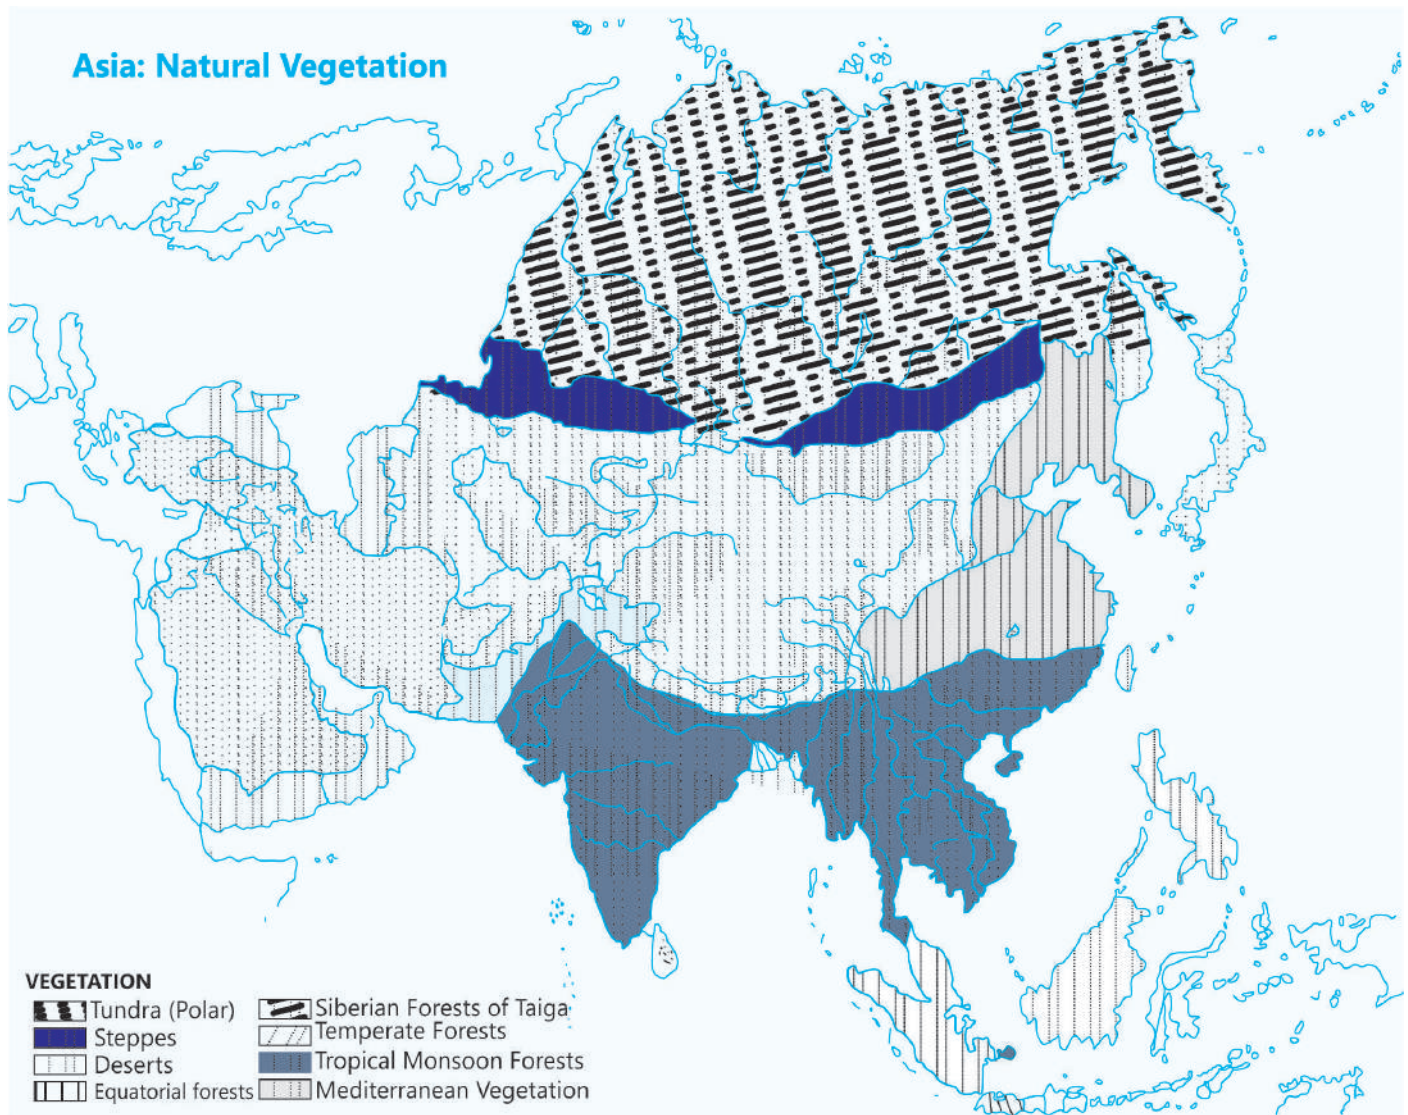 Asia: Natural Vegetation
VEGETATION
Tundra (Polar)
Siberian Forests of Taiga
Steppes
Temperate Forests
Deserts
Tropical Monsoon Forests
Equatorial forests
Mediterranean Vegetation